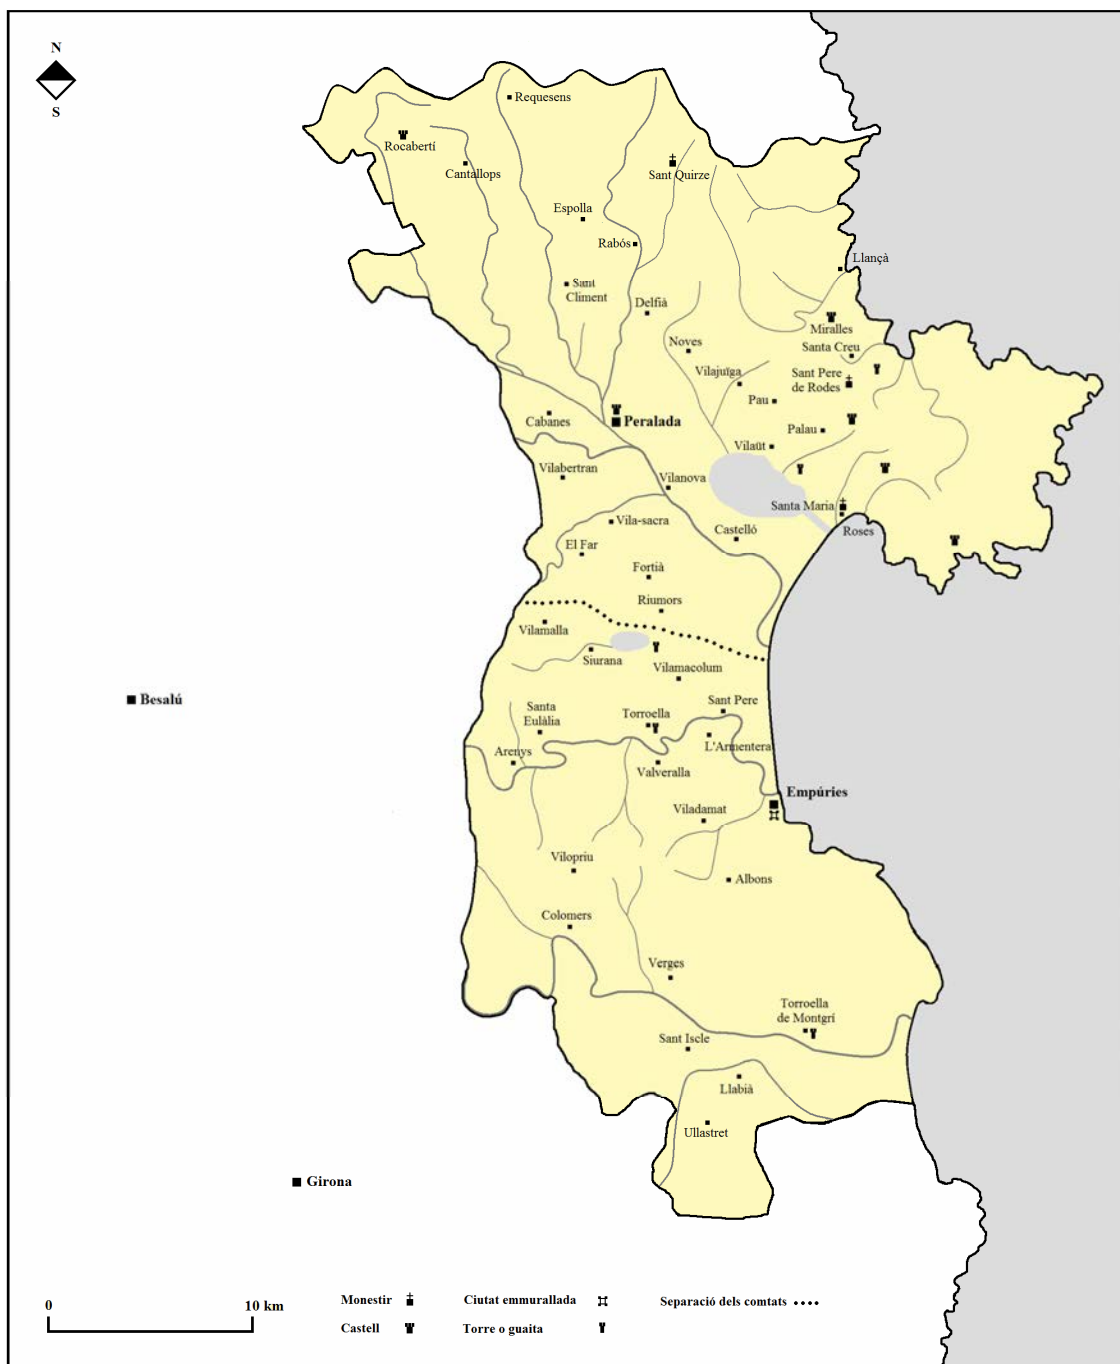 N
S
Requesens
Rocabertí
Cantallops
Sant Quirze
Espolla
Rabós
Llançà
Sant
Climent
Delfià
Miralles
Noves
Santa Creu
Vilajuïga
Sant Pere
de Rodes
Pau
Cabanes
Peralada
Palau
Vilaüt
Vilabertran
Vilanova
Santa Maria
Vila-sacra
Castelló
Roses
El Far
Fortià
Riumors
Vilamalla
Siurana
Vilamacolum
Besalú
Santa
Eulàlia
Torroella
Sant Pere
L'Armentera
Arenys
Valveralla
Empúries
Viladamat
Vilopriu
Albons
Colomers
Verges
Torroella
de Montgrí
Sant Iscle
Llabià
Ullastret
Girona
0
10 km
Monestir
Ciutat emmurallada
Separació dels comtats
Castell
Torre o guaita